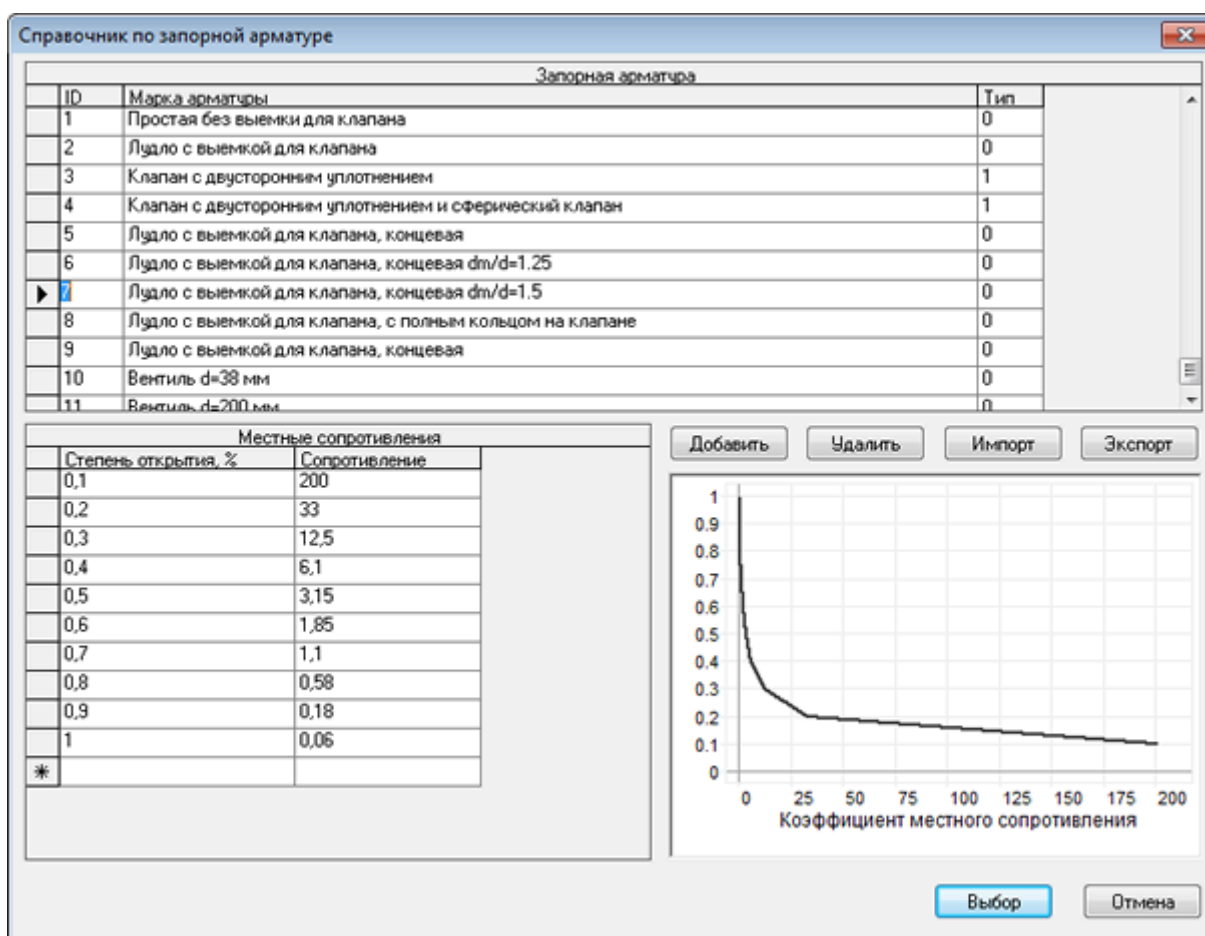 Справочник по запорной арматуре
Запорная арматура
ID Марка арматуры Тип
1 Простая без выемки для клапана 0
2 Лудло с выемкой для клапана 0
3 Клапан с двусторонним уплотнением 1
4 Клапан с двусторонним уплотнением и сферический клапан 1
5 Лудло с выемкой для клапана, концевая 0
6 Лудло с выемкой для клапана, концевая dm/d=1.25 0
7 Лудло с выемкой для клапана, концевая dm/d=1.5 0
8 Лудло с выемкой для клапана, с полным кольцом на клапане 0
9 Лудло с выемкой для клапана, концевая 0
10 Вентиль d=38 мм 0
11 Вентиль d=200 мм 0
Местные сопротивления
Степень открытия, % Сопротивление
0,1 200
0,2 33
0,3 12,5
0,4 6,1
0,5 3,15
0,6 1,85
0,7 1,1
0,8 0,58
0,9 0,18
1 0,06
Добавить Удалить Импорт Экспорт
1
0.9
0.8
0.7
0.6
0.5
0.4
0.3
0.2
0.1
0
0 25 50 75 100 125 150 175 200
Коэффициент местного сопротивления
Выбор Отмена